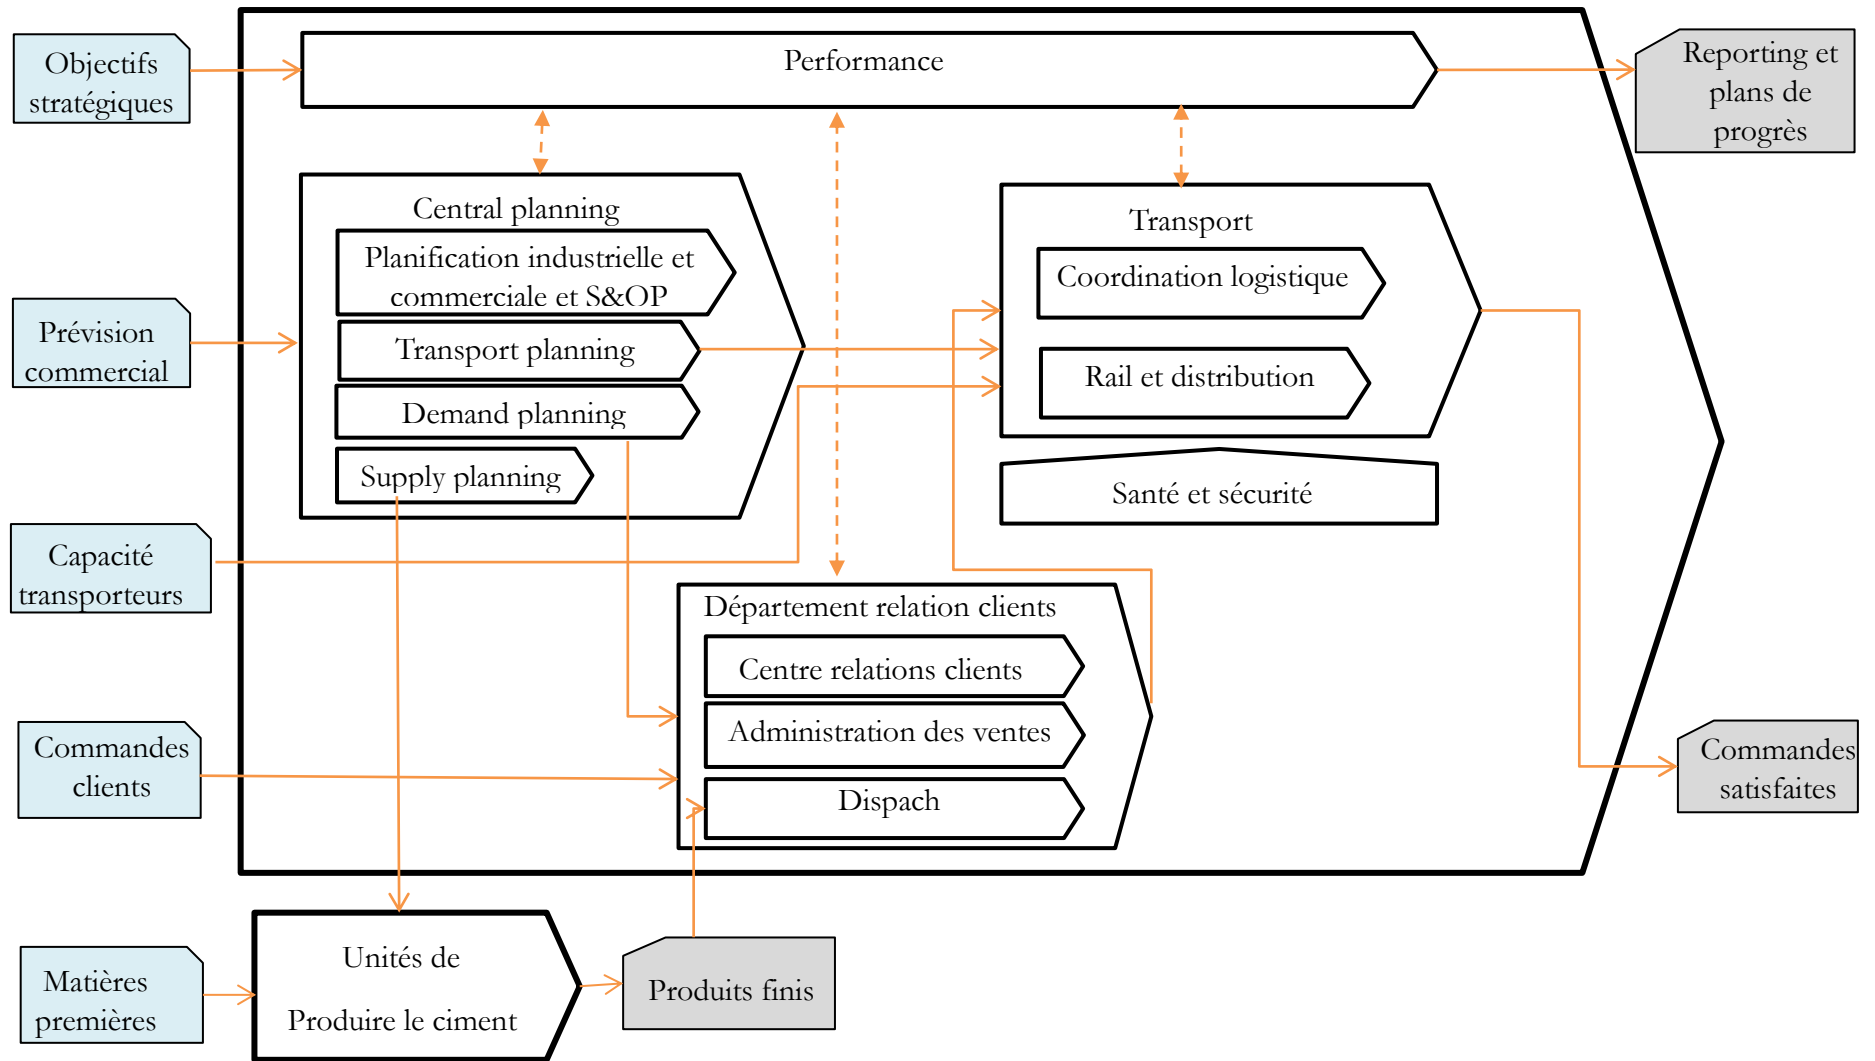 Objectifs
stratégiques
Performance
Reporting et
plans de
progrès
Central planning
Planification industrielle et
commerciale et S&OP
Transport planning
Demand planning
Supply planning
Transport
Coordination logistique
Rail et distribution
Santé et sécurité
Prévision
commercial
Capacité
transporteurs
Département relation clients
Centre relations clients
Administration des ventes
Dispach
Commandes
clients
Commandes
satisfaites
Matières
premières
Unités de
Produire le ciment
Produits finis